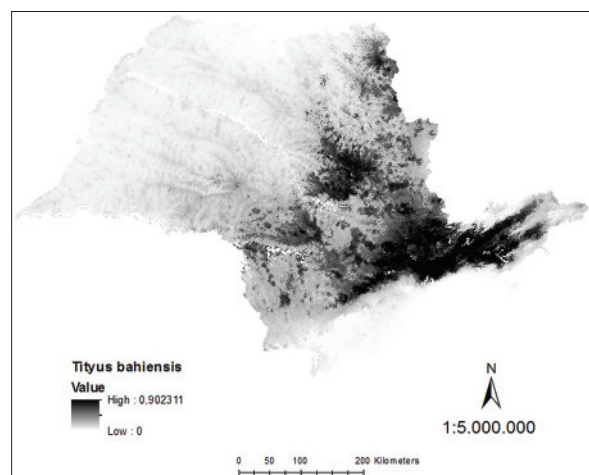 Tityus bahiensis
Value
High : 0,902311
Low : 0
N
1:5.000.000
0 50 100 200 Kilometers